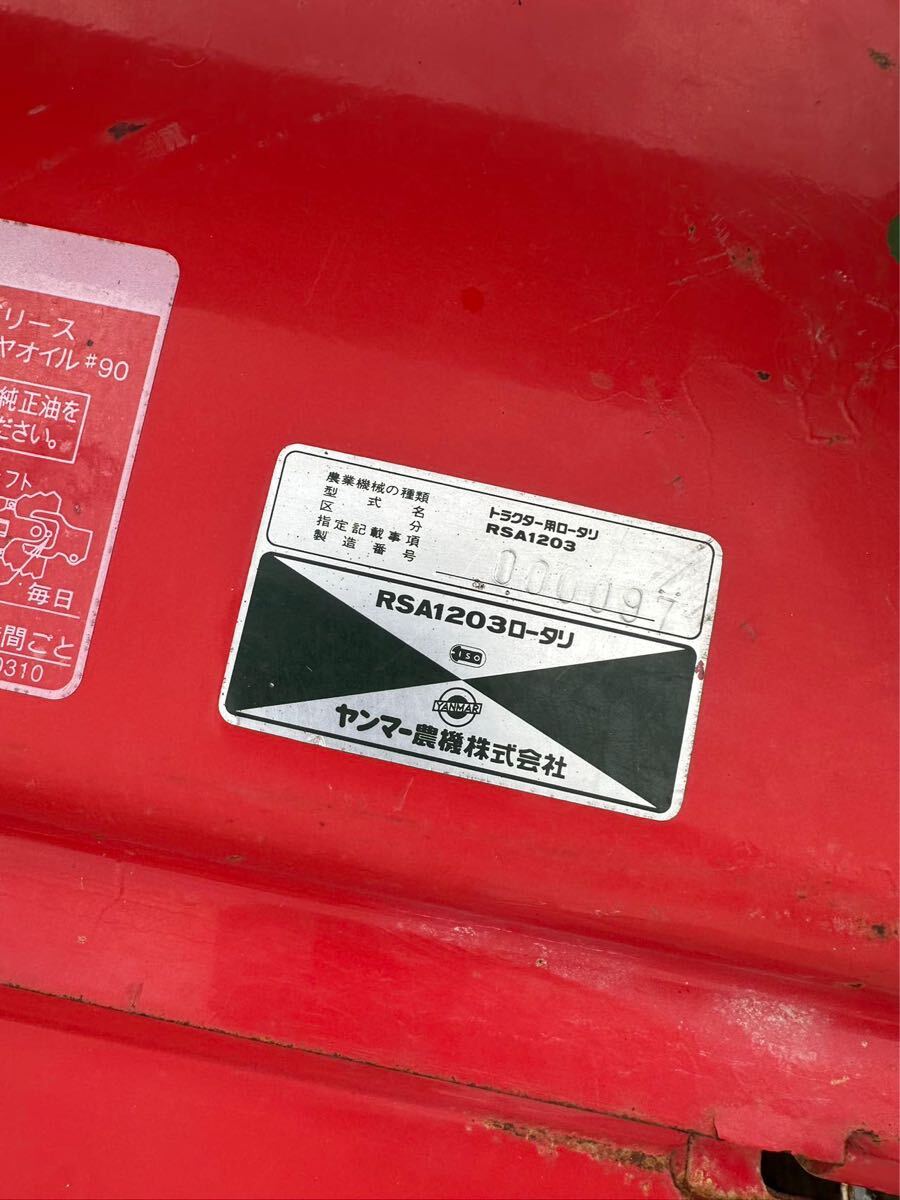 リース
ヤオイル #90
純正油を
ださい。
フト
毎日
間ごと
0310
農業機械の種類 トラクター用ロータリ
型式名 RSA1203
区分
指定記載事項
製造番号 000097
RSA1203ロータリ
ISO
YANMAR
ヤンマー農機株式会社